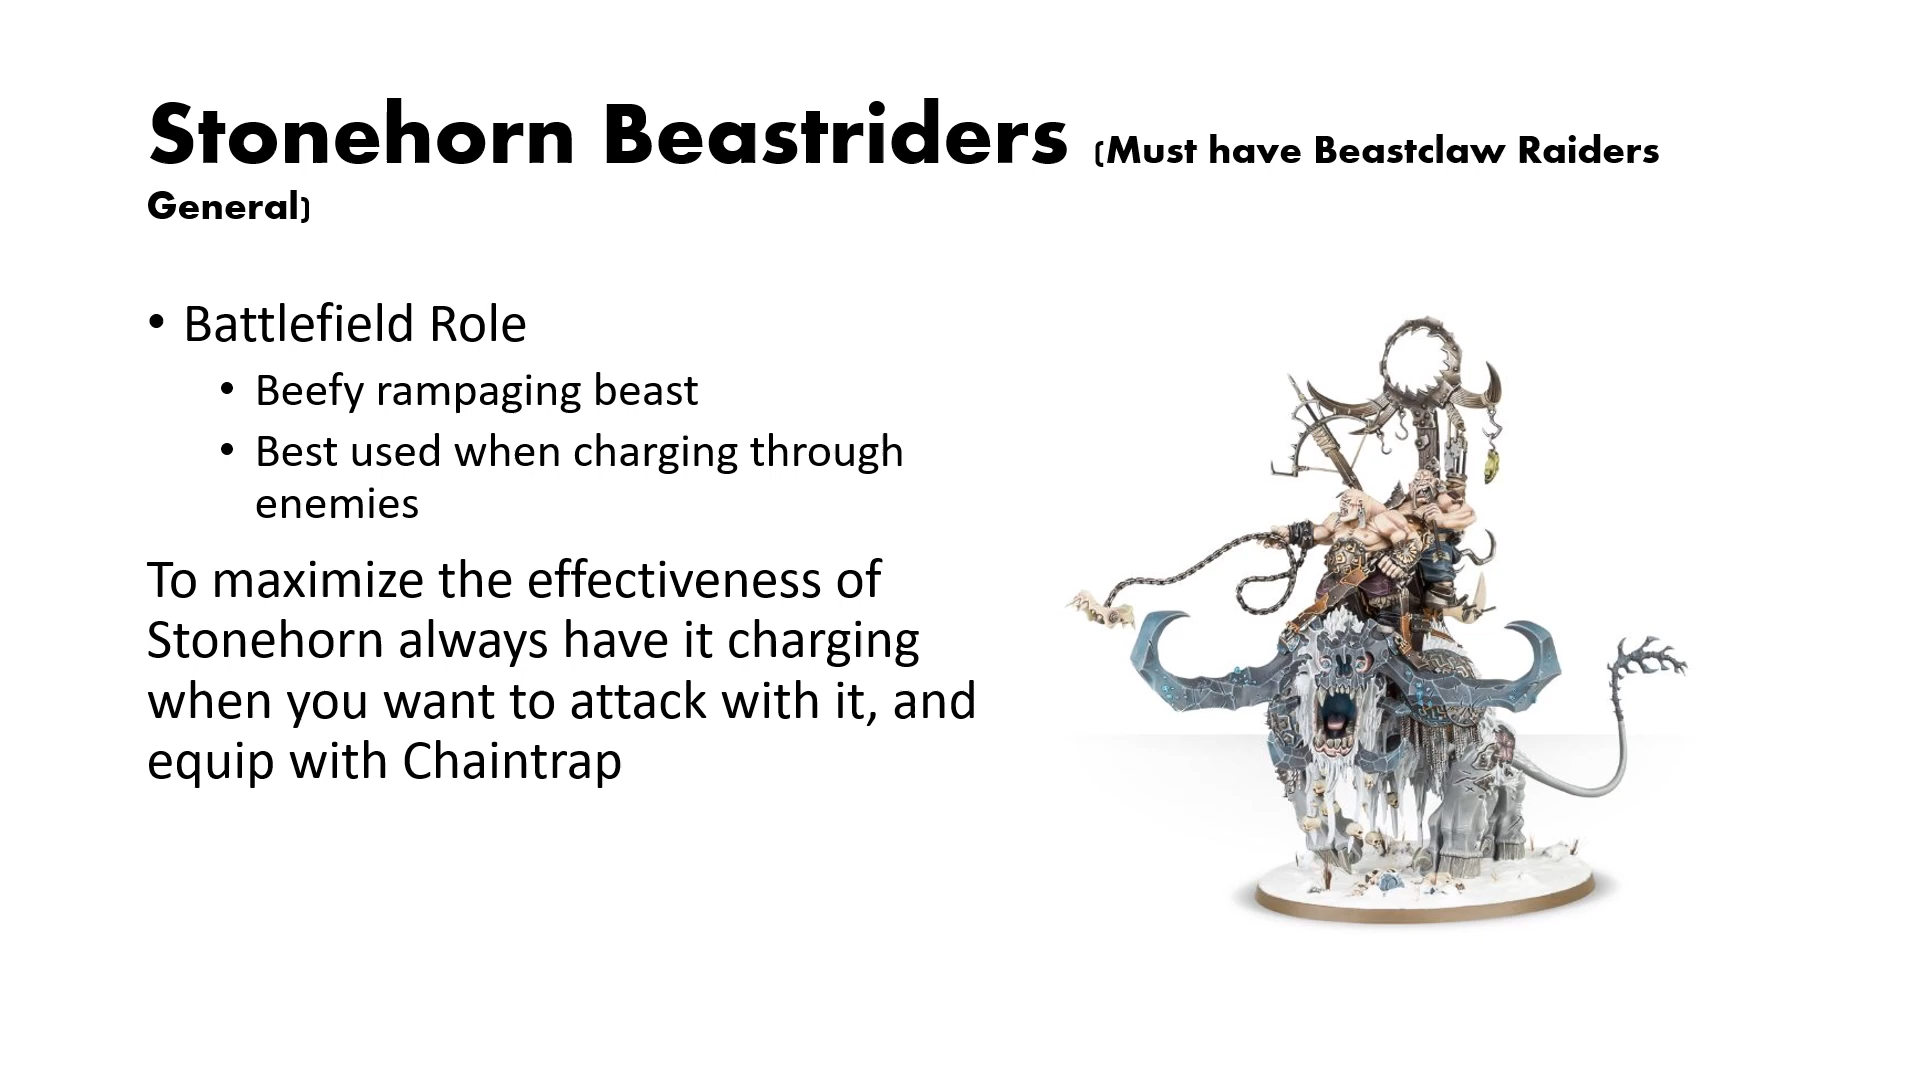 Stonehorn Beastriders (Must have Beastclaw Raiders
General)
• Battlefield Role
• Beefy rampaging beast
• Best used when charging through
enemies
To maximize the effectiveness of
Stonehorn always have it charging
when you want to attack with it, and
equip with Chaintrap